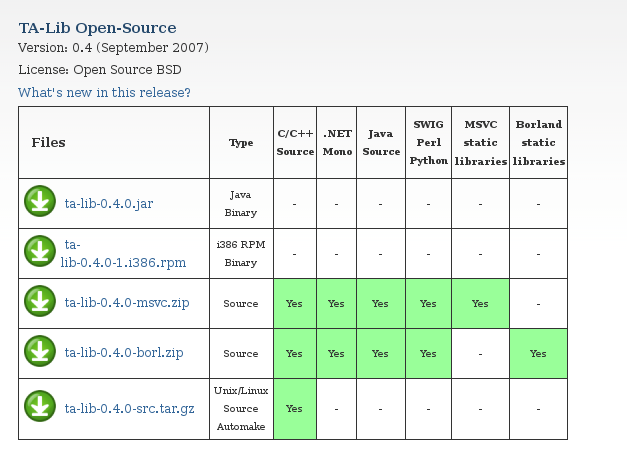 TA-Lib Open-Source
Version: 0.4 (September 2007)
License: Open Source BSD
What's new in this release?
Files Type C/C++ Source .NET Mono Java Source SWIG Perl Python MSVC static libraries Borland static libraries
ta-lib-0.4.0.jar Java Binary - - - - - -
ta-lib-0.4.0-1.i386.rpm i386 RPM Binary - - - - - -
ta-lib-0.4.0-msvc.zip Source Yes Yes Yes Yes Yes -
ta-lib-0.4.0-borl.zip Source Yes Yes Yes Yes - Yes
ta-lib-0.4.0-src.tar.gz Unix/Linux Source Automake Yes - - - - -